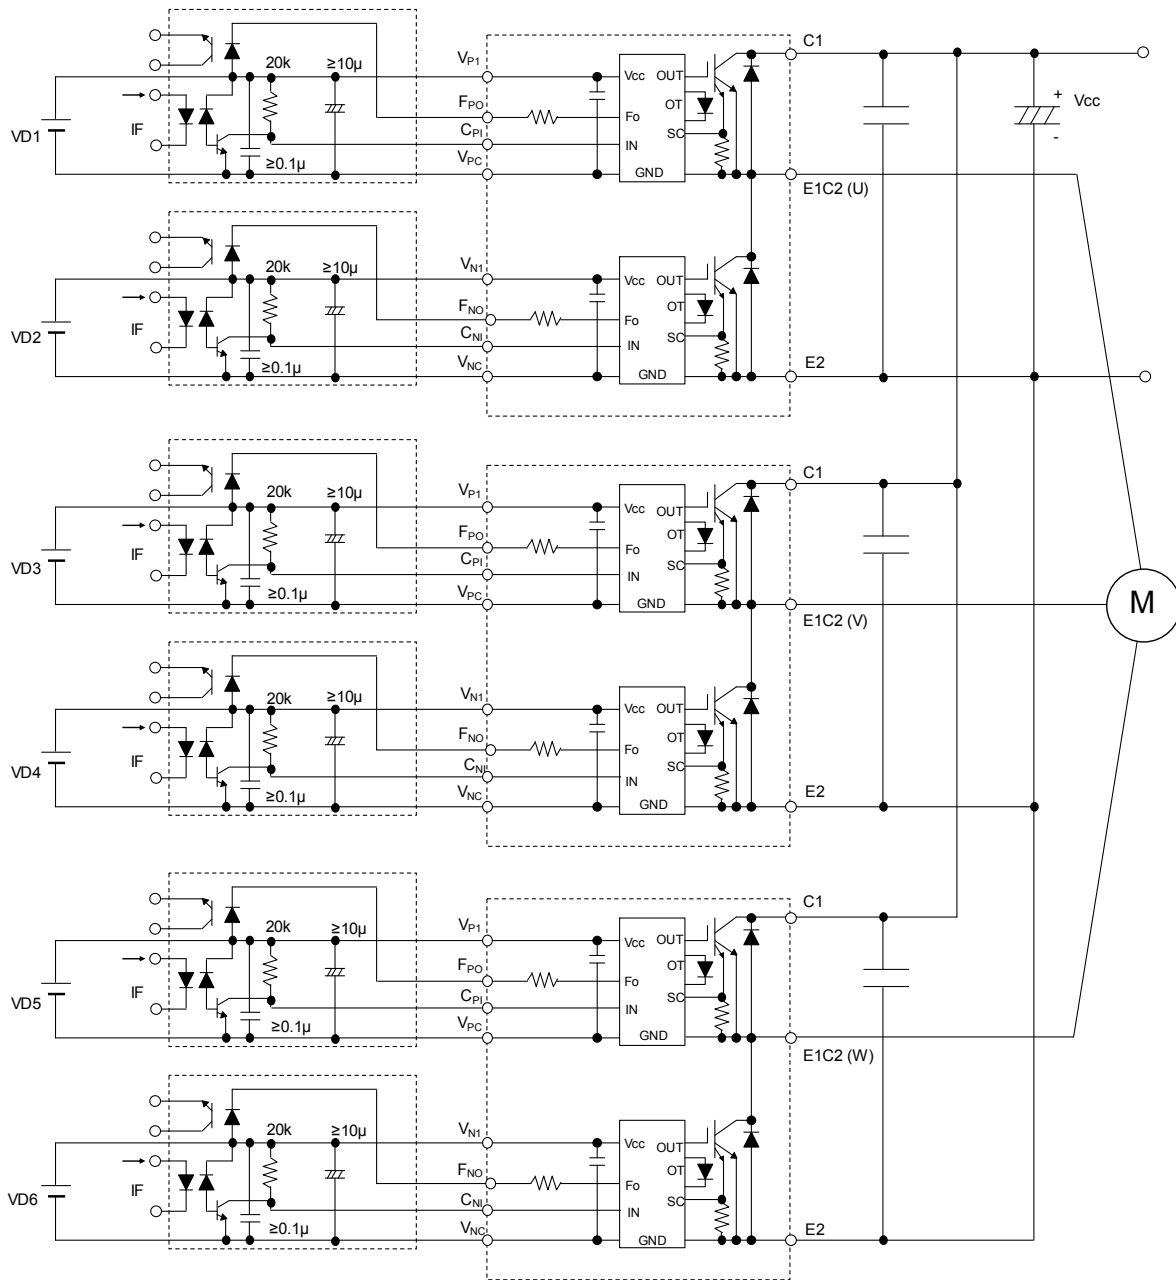 C1
20k
≥10µ
VP1
Vcc
OUT
OT
+
Vcc
-
FPO
Fo
IF
CPI
SC
VD1
IN
≥0.1µ
VPC
GND
E1C2 (U)
20k
≥10µ
VN1
Vcc
OUT
OT
FNO
Fo
IF
CNI
SC
VD2
IN
≥0.1µ
VNC
GND
E2
C1
20k
≥10µ
VP1
Vcc
OUT
OT
FPO
Fo
IF
CPI
SC
VD3
IN
≥0.1µ
VPC
GND
E1C2 (V)
M
20k
≥10µ
VN1
Vcc
OUT
OT
FNO
Fo
IF
CNI
SC
VD4
IN
≥0.1µ
VNC
GND
E2
C1
20k
≥10µ
VP1
Vcc
OUT
OT
FPO
Fo
IF
CPI
SC
VD5
IN
≥0.1µ
VPC
GND
E1C2 (W)
20k
≥10µ
VN1
Vcc
OUT
OT
FNO
Fo
IF
CNI
SC
VD6
IN
≥0.1µ
VNC
GND
E2